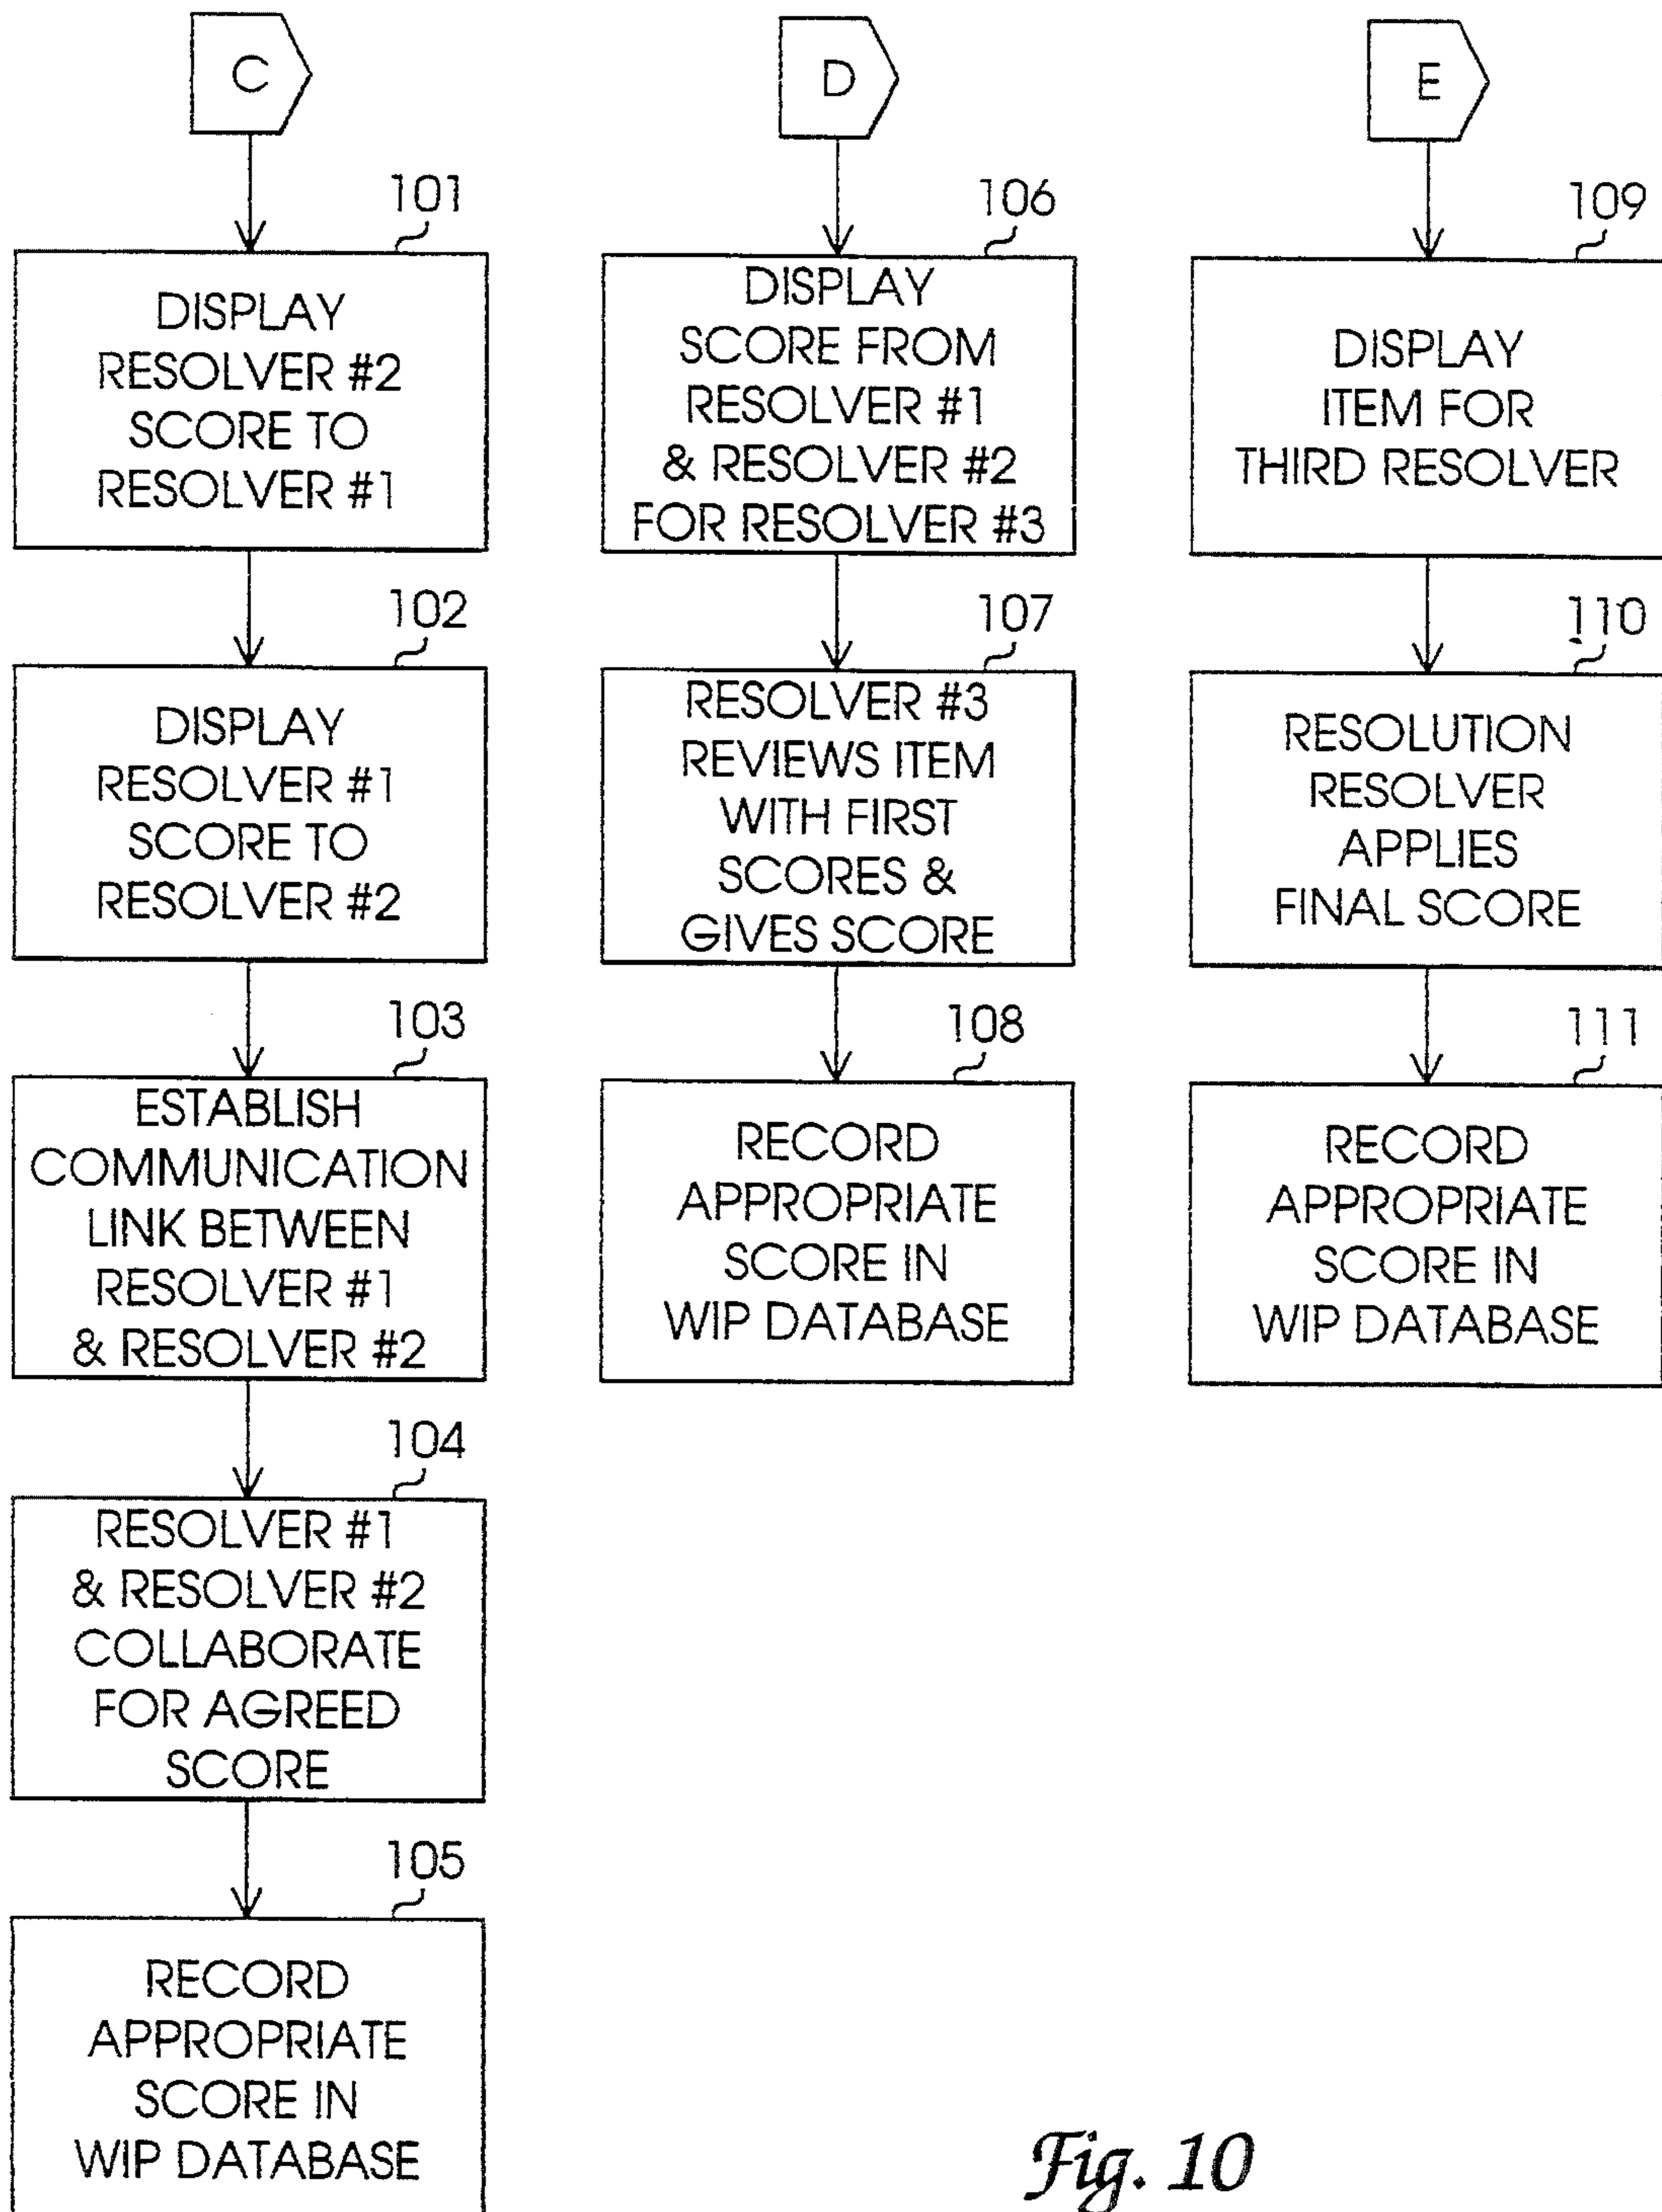 C
101
DISPLAY
RESOLVER #2
SCORE TO
RESOLVER #1
102
DISPLAY
RESOLVER #1
SCORE TO
RESOLVER #2
103
ESTABLISH
COMMUNICATION
LINK BETWEEN
RESOLVER #1
& RESOLVER #2
104
RESOLVER #1
& RESOLVER #2
COLLABORATE
FOR AGREED
SCORE
105
RECORD
APPROPRIATE
SCORE IN
WIP DATABASE
D
106
DISPLAY
SCORE FROM
RESOLVER #1
& RESOLVER #2
FOR RESOLVER #3
107
RESOLVER #3
REVIEWS ITEM
WITH FIRST
SCORES &
GIVES SCORE
108
RECORD
APPROPRIATE
SCORE IN
WIP DATABASE
E
109
DISPLAY
ITEM FOR
THIRD RESOLVER
110
RESOLUTION
RESOLVER
APPLIES
FINAL SCORE
111
RECORD
APPROPRIATE
SCORE IN
WIP DATABASE
Fig. 10